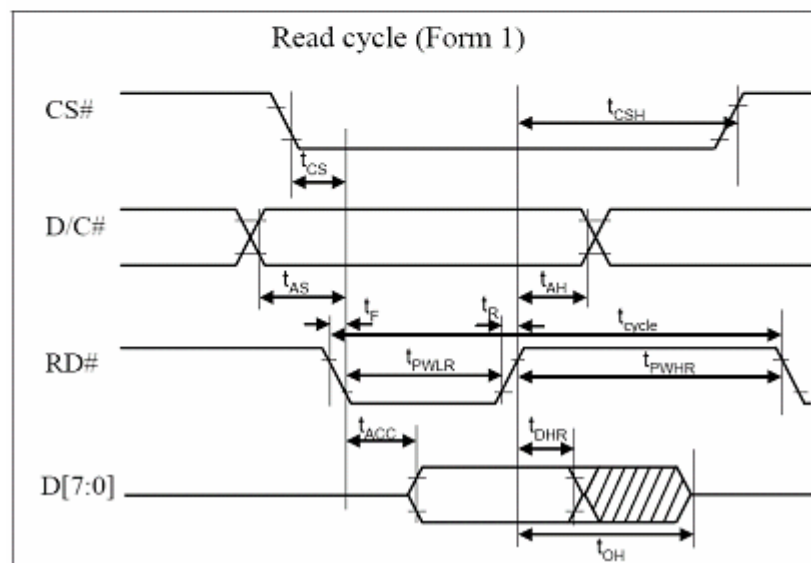 Read cycle (Form 1)
CS#
tCSH
tCS
D/C#
tAS
tAH
tF
tR
tcycle
RD#
tPWLR
tPWHR
tACC
tDHR
D[7:0]
tOH